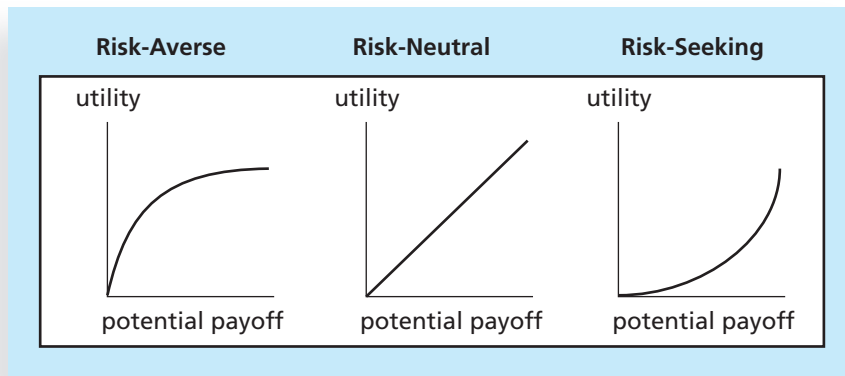 Risk-Averse Risk-Neutral Risk-Seeking
utility utility utility
potential payoff potential payoff potential payoff